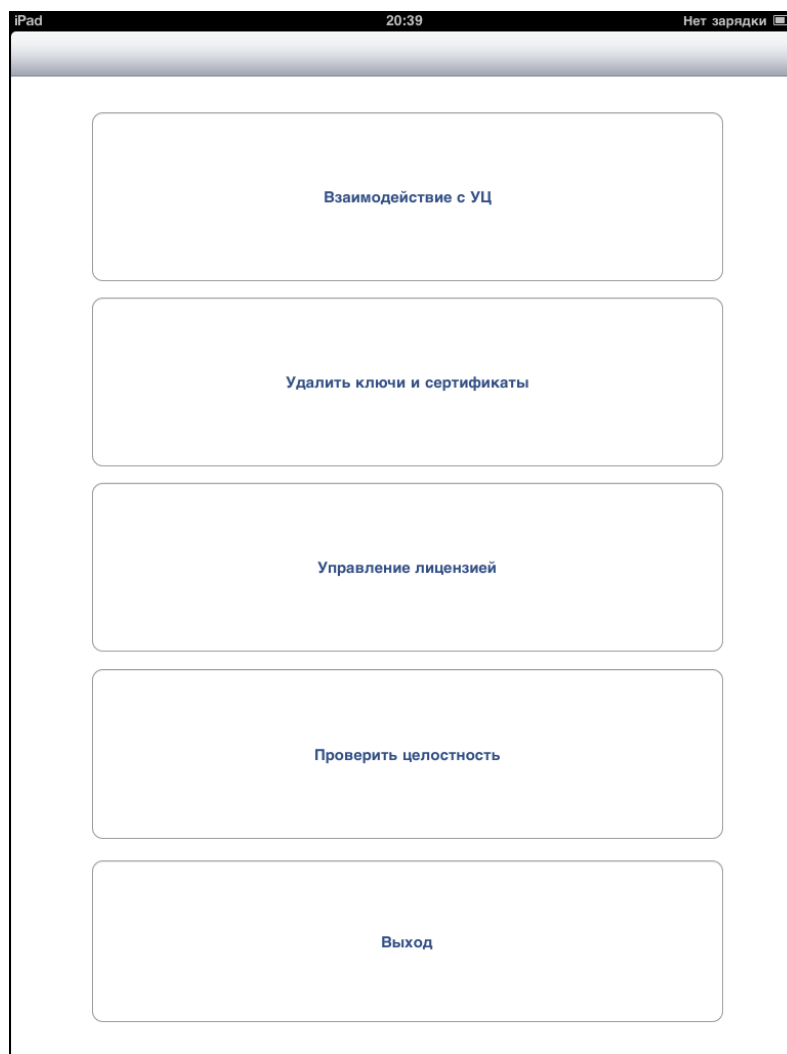 iPad 20:39 Нет зарядки
Взаимодействие с УЦ
Удалить ключи и сертификаты
Управление лицензией
Проверить целостность
Выход